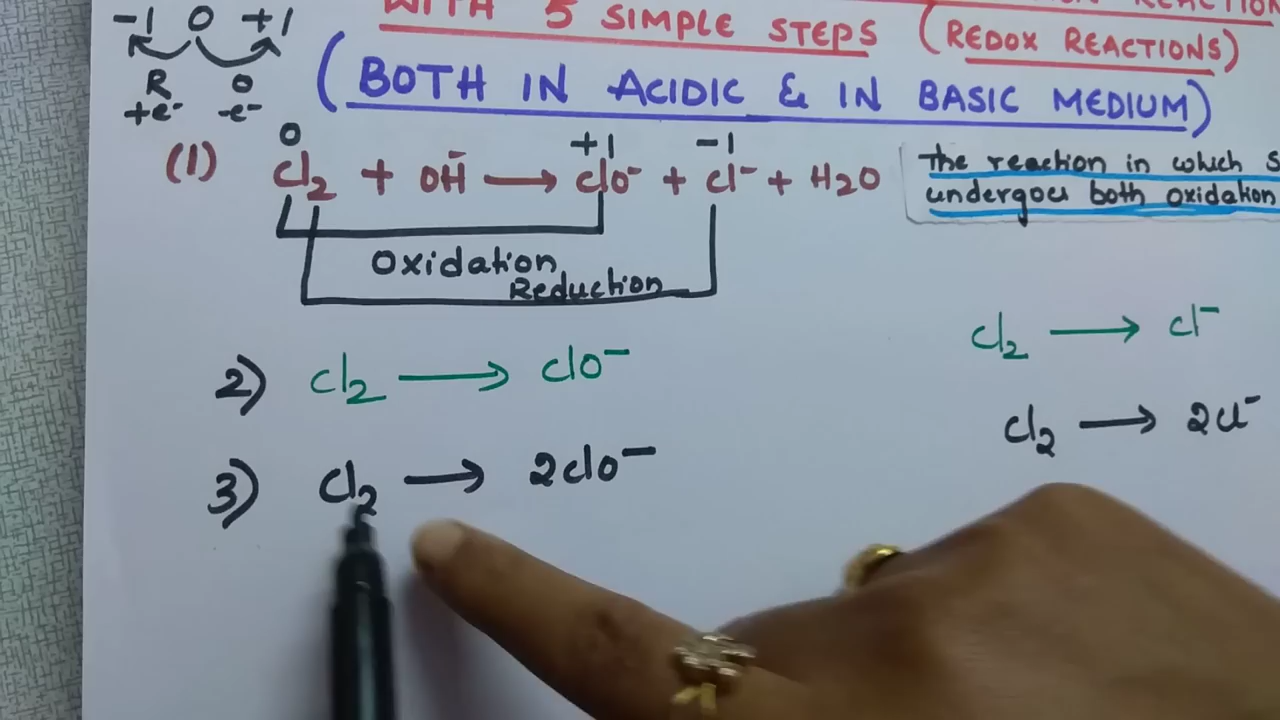 -1 0 +1
R O
+e⁻ -e⁻
WITH 5 SIMPLE STEPS (REDOX REACTIONS)
(BOTH IN ACIDIC & IN BASIC MEDIUM)
0 +1 -1
(1) Cl₂ + OH⁻ ⟶ ClO⁻ + Cl⁻ + H₂O
Oxidation
Reduction
The reaction in which S
undergoes both oxidation
2) Cl₂ ⟶ ClO⁻ Cl₂ ⟶ Cl⁻
3) Cl₂ ⟶ 2ClO⁻ Cl₂ ⟶ 2Cl⁻